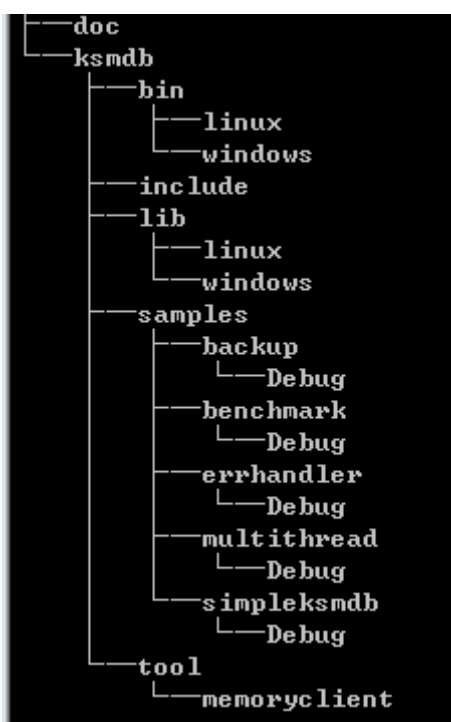 doc
ksmdb
bin
linux
windows
include
lib
linux
windows
samples
backup
Debug
benchmark
Debug
errhandler
Debug
multithread
Debug
simpleksmdb
Debug
tool
memoryclient